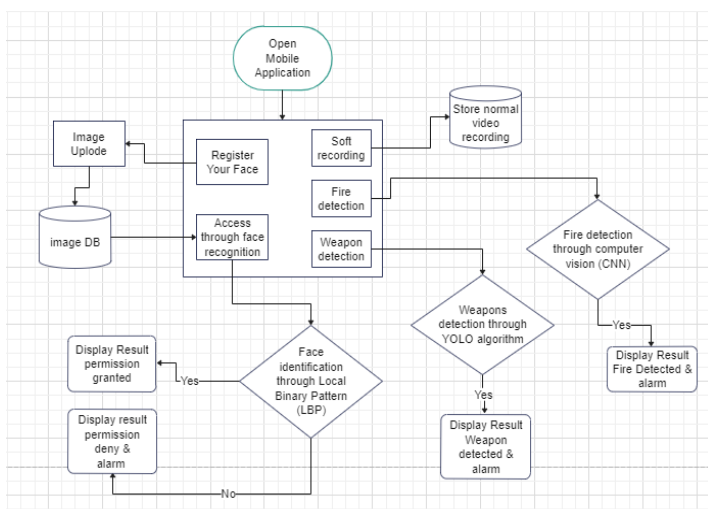 Open
Mobile
Application
Image
Uplode
Register
Your Face
Soft
recording
Store normal
video
recording
Fire
detection
image DB
Access
through face
recognition
Weapon
detection
Fire detection
through computer
vision (CNN)
Weapons
detection through
YOLO algorithm
Yes
Display Result
Fire Detected &
alarm
Display Result
permission
granted
Yes
Face
identification
through Local
Binary Pattern
(LBP)
Yes
Display Result
Weapon
detected &
alarm
Display result
permission
deny &
alarm
No